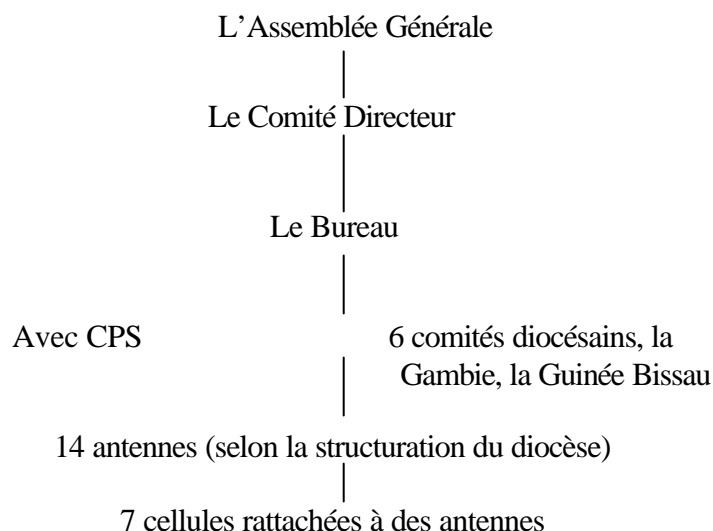 L’Assemblée Générale
Le Comité Directeur
Le Bureau
Avec CPS
6 comités diocésains, la
Gambie, la Guinée Bissau
14 antennes (selon la structuration du diocèse)
7 cellules rattachées à des antennes